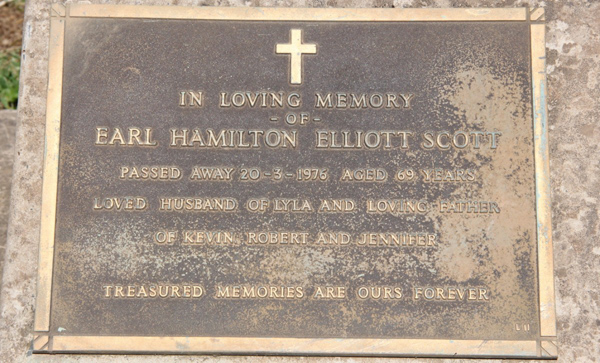 IN LOVING MEMORY
- OF -
EARL HAMILTON ELLIOTT SCOTT
PASSED AWAY 20-3-1976 AGED 69 YEARS
LOVED HUSBAND OF LYLA AND LOVING FATHER
OF KEVIN, ROBERT AND JENNIFER
TREASURED MEMORIES ARE OURS FOREVER